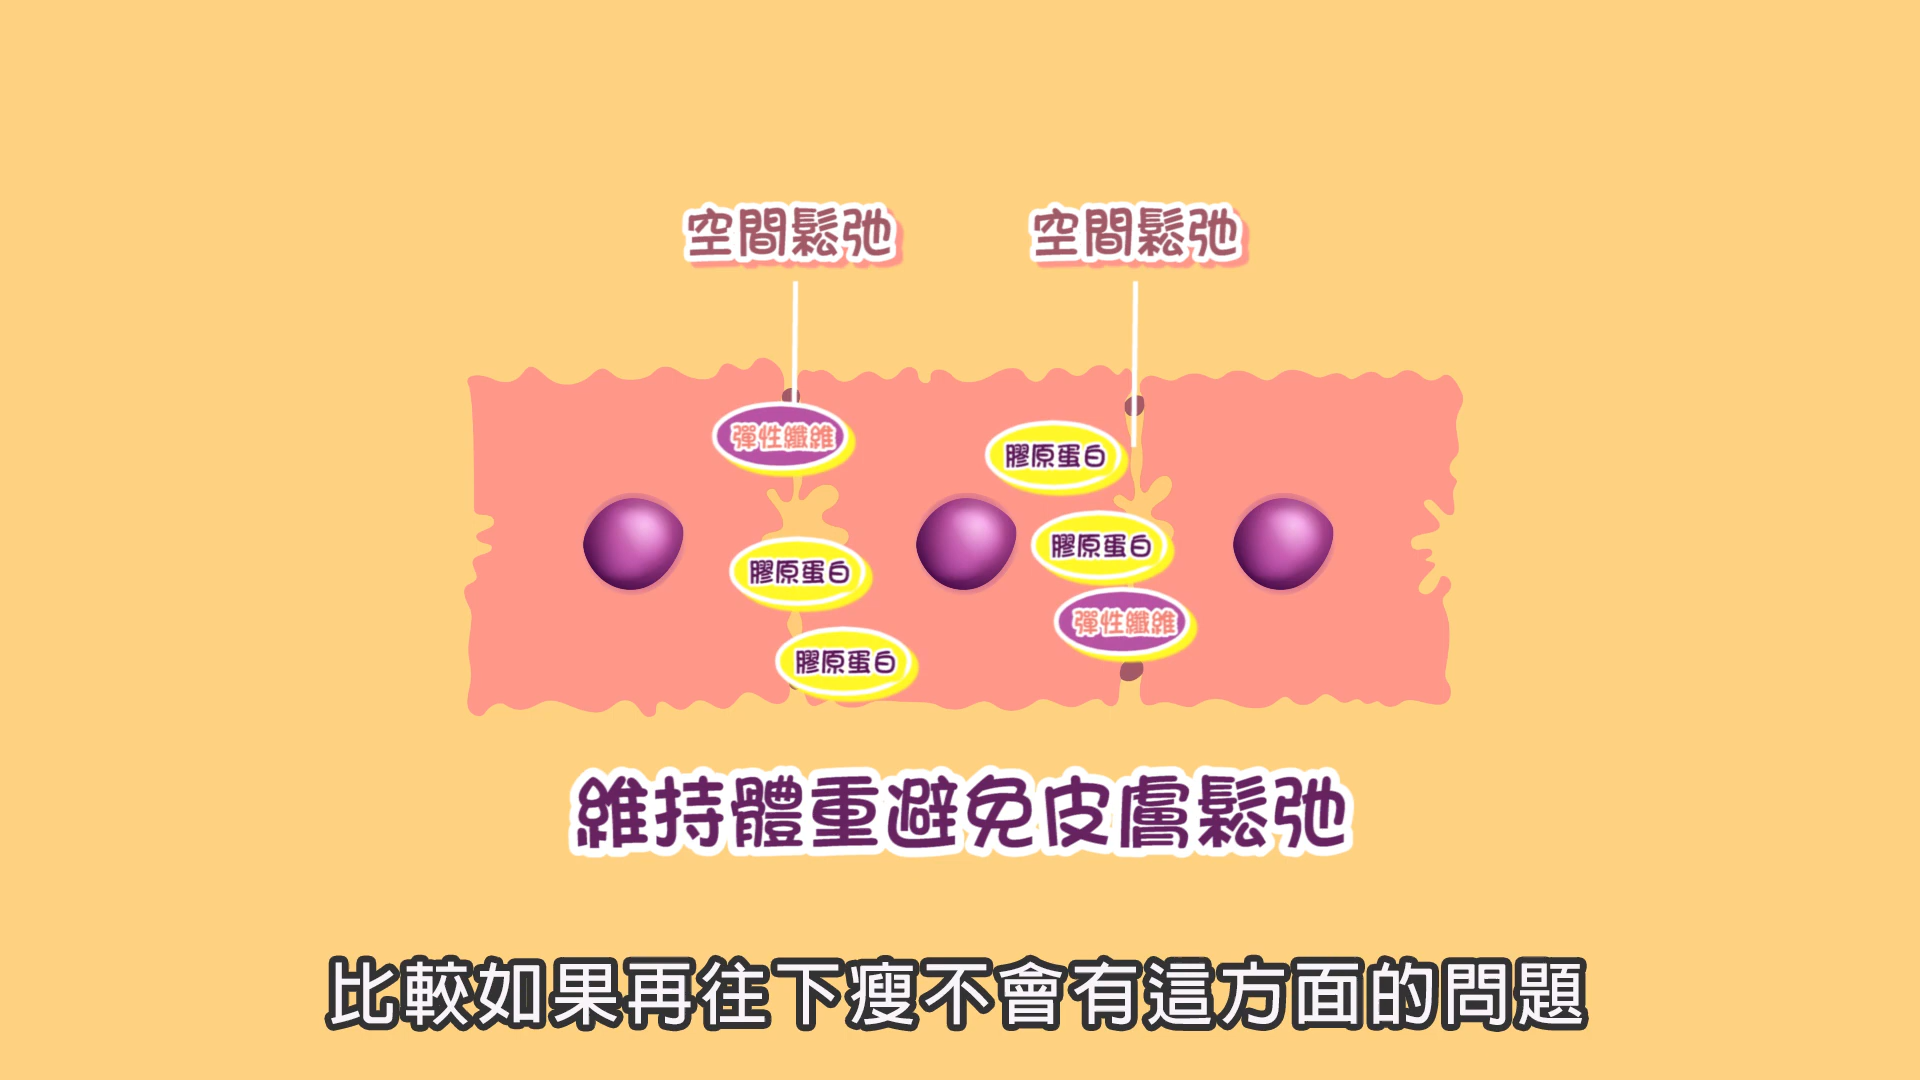 空間鬆弛
空間鬆弛
彈性纖維
膠原蛋白
膠原蛋白
膠原蛋白
彈性纖維
膠原蛋白
維持體重避免皮膚鬆弛
比較如果再往下瘦不會有這方面的問題